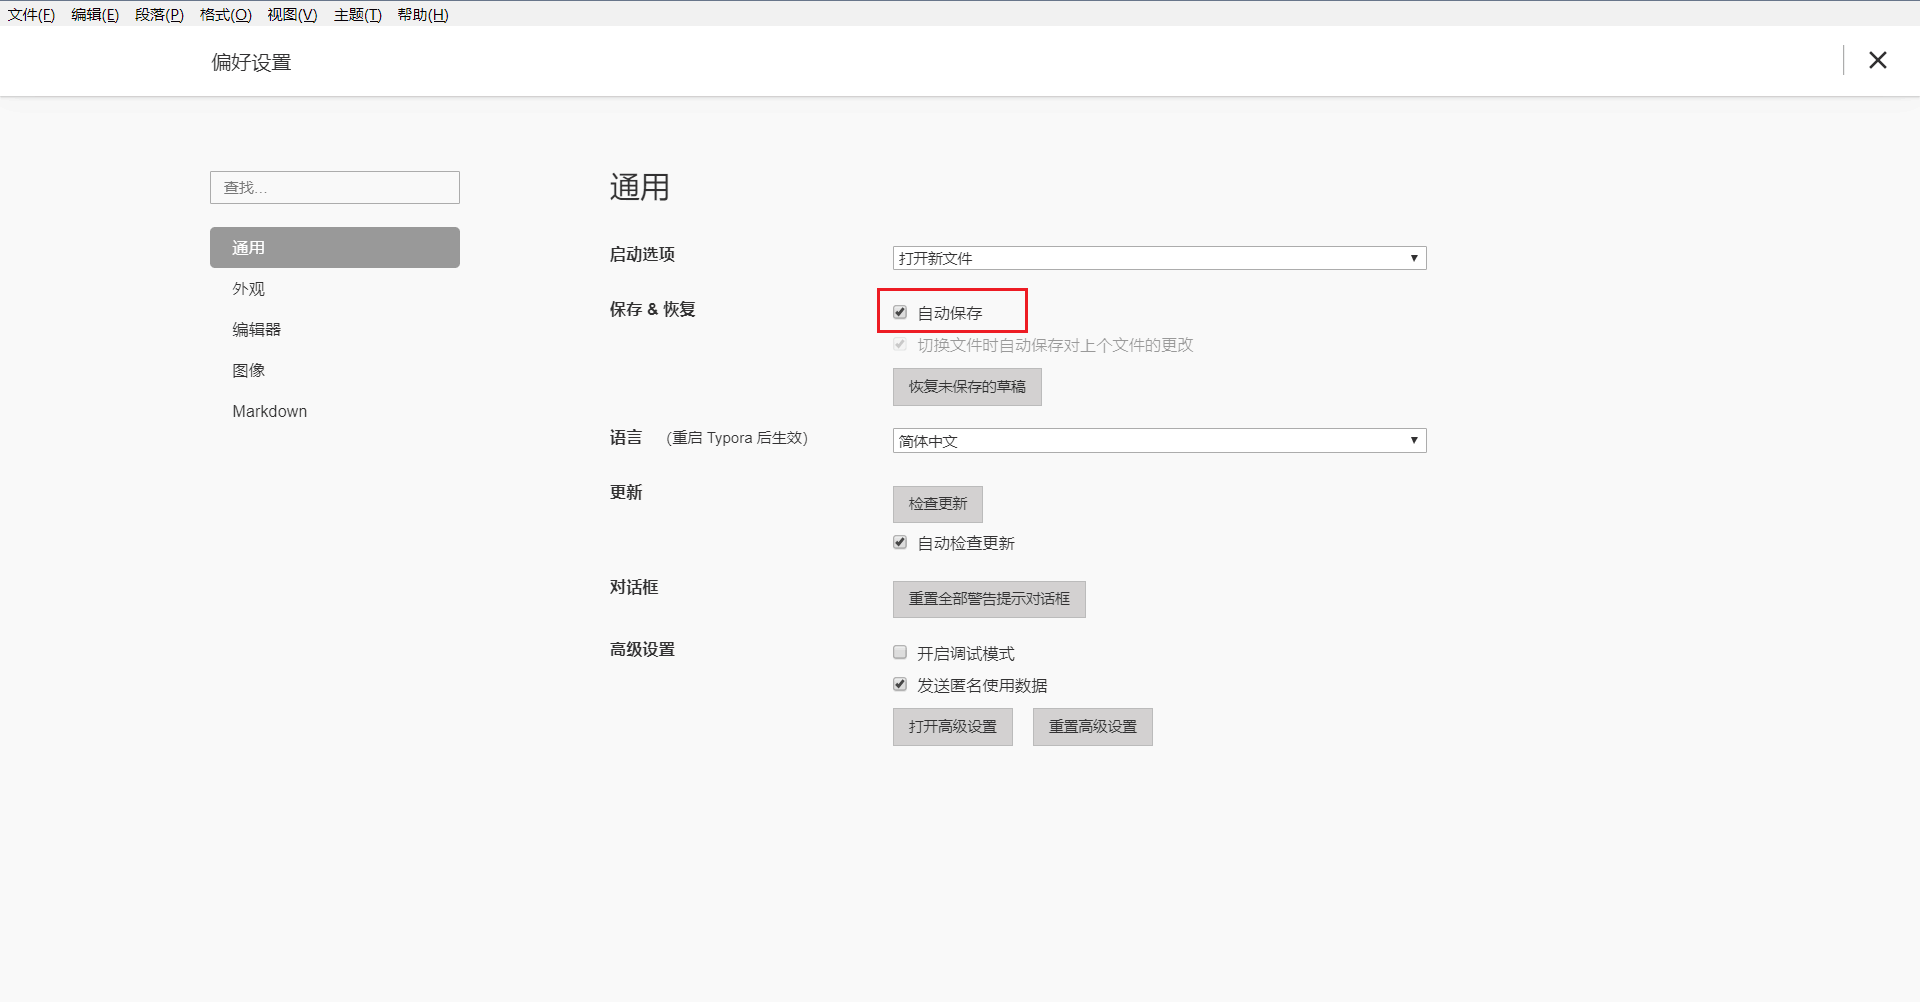 文件(F) 编辑(E) 段落(P) 格式(O) 视图(V) 主题(T) 帮助(H)
偏好设置
查找...
通用
外观
编辑器
图像
Markdown
通用
启动选项 打开新文件
保存 & 恢复 自动保存
切换文件时自动保存对上个文件的更改
恢复未保存的草稿
语言 (重启 Typora 后生效) 简体中文
更新 检查更新
自动检查更新
对话框 重置全部警告提示对话框
高级设置 开启调试模式
发送匿名使用数据
打开高级设置 重置高级设置